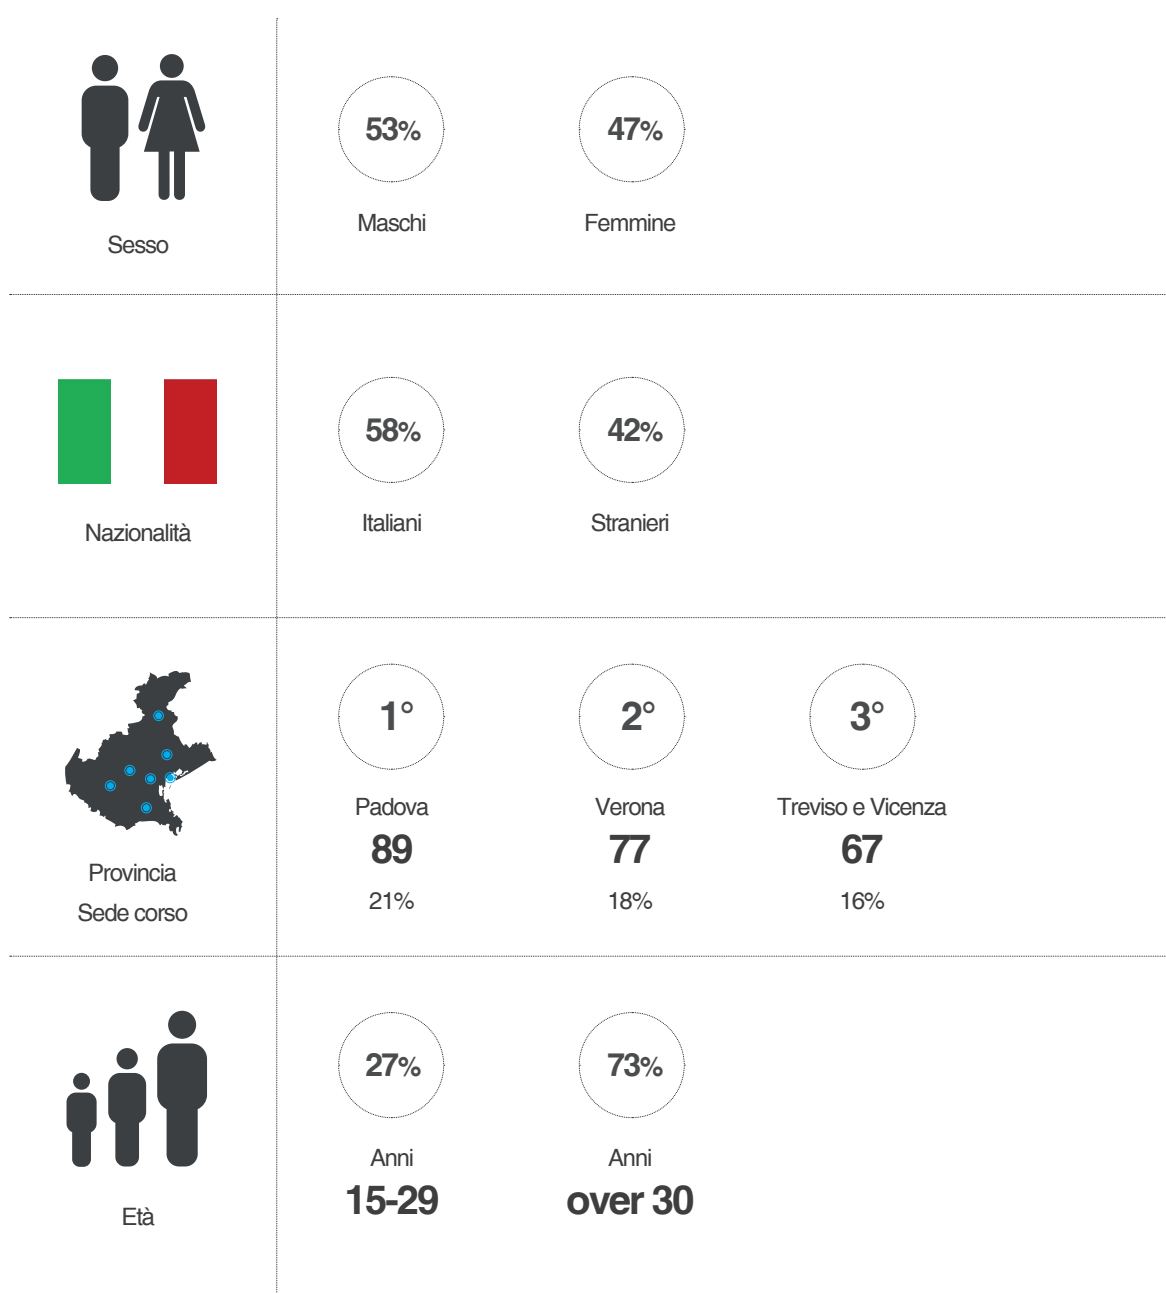 53%
47%
Maschi
Femmine
Sesso
58%
42%
Italiani
Stranieri
Nazionalità
1°
2°
3°
Padova
Verona
Treviso e Vicenza
89
77
67
21%
18%
16%
Provincia
Sede corso
27%
73%
Anni
Anni
15-29
over 30
Età